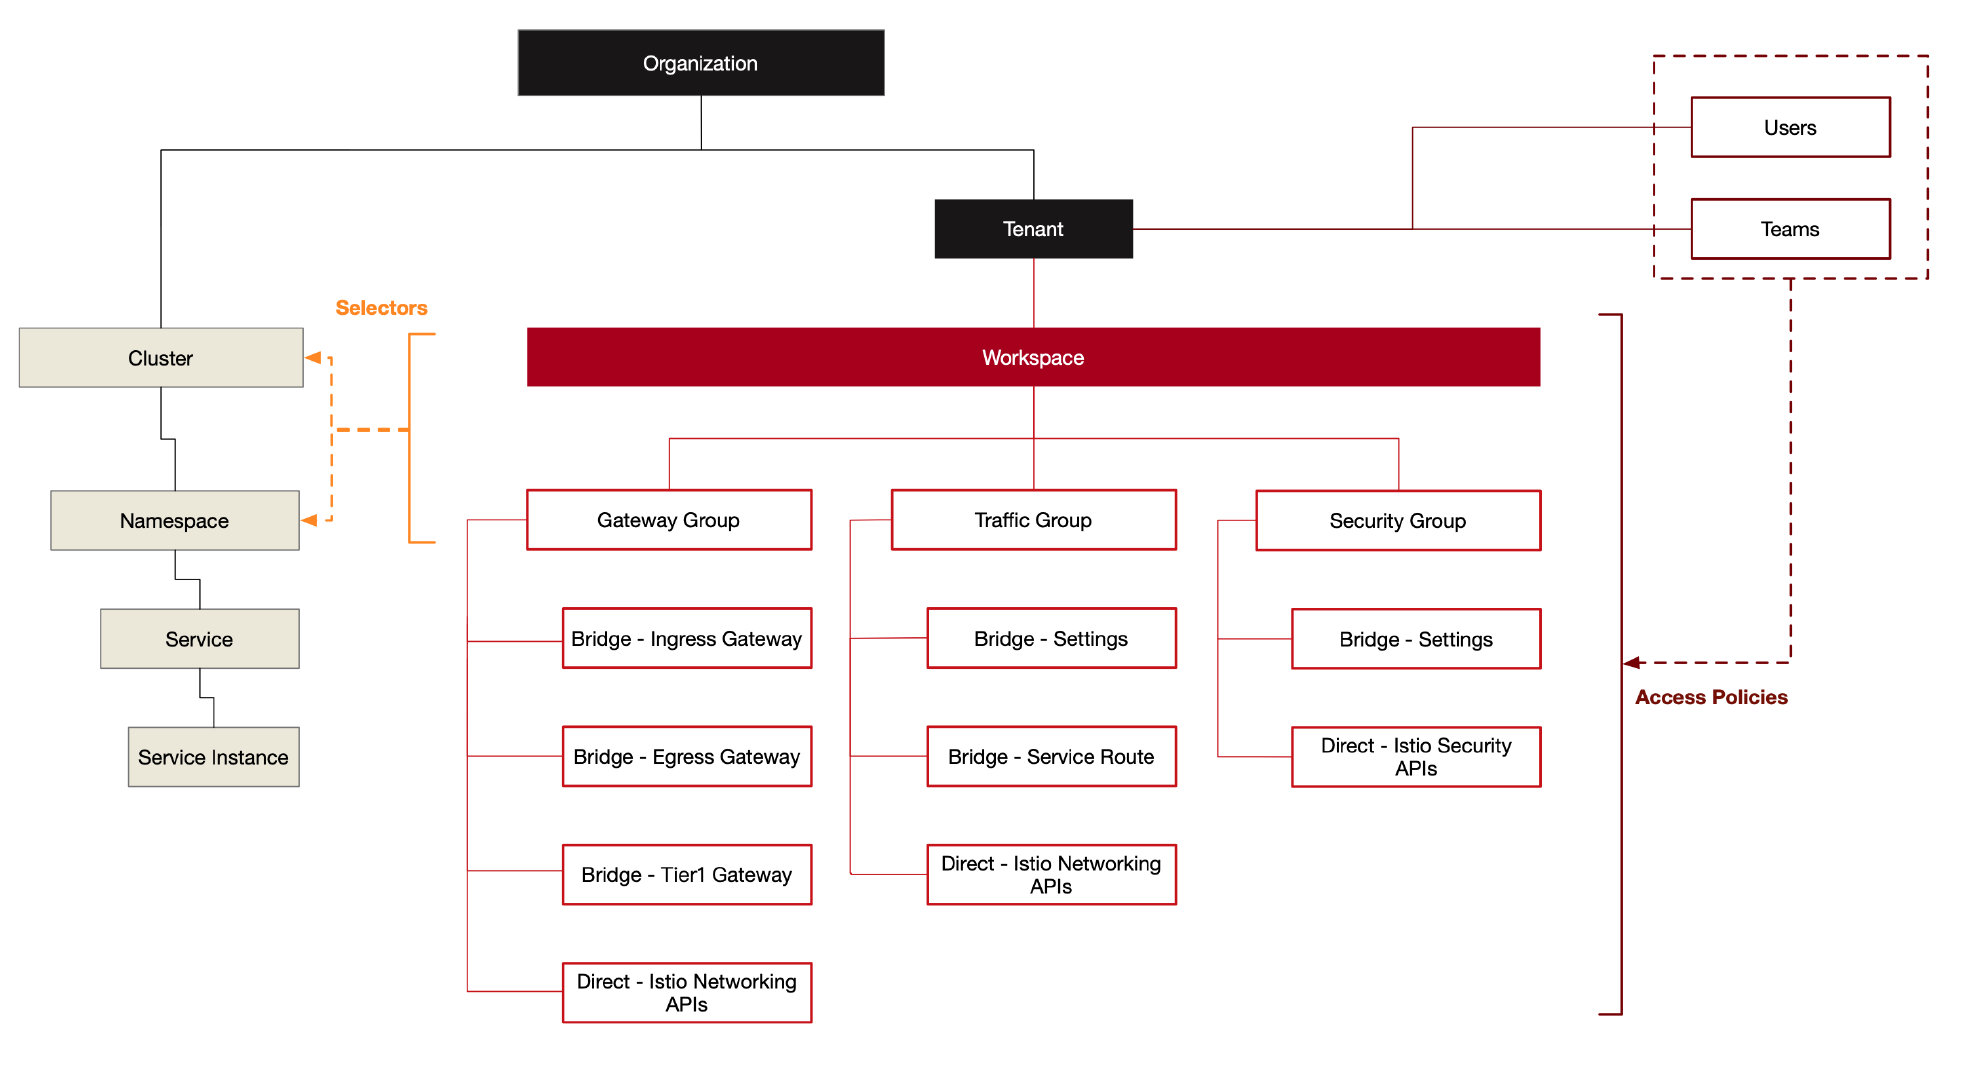 Organization
Users
Teams
Tenant
Selectors
Cluster
Workspace
Namespace
Gateway Group
Traffic Group
Security Group
Service
Bridge - Ingress Gateway
Bridge - Settings
Bridge - Settings
Access Policies
Service Instance
Bridge - Egress Gateway
Bridge - Service Route
Direct - Istio Security
APIs
Bridge - Tier1 Gateway
Direct - Istio Networking
APIs
Direct - Istio Networking
APIs